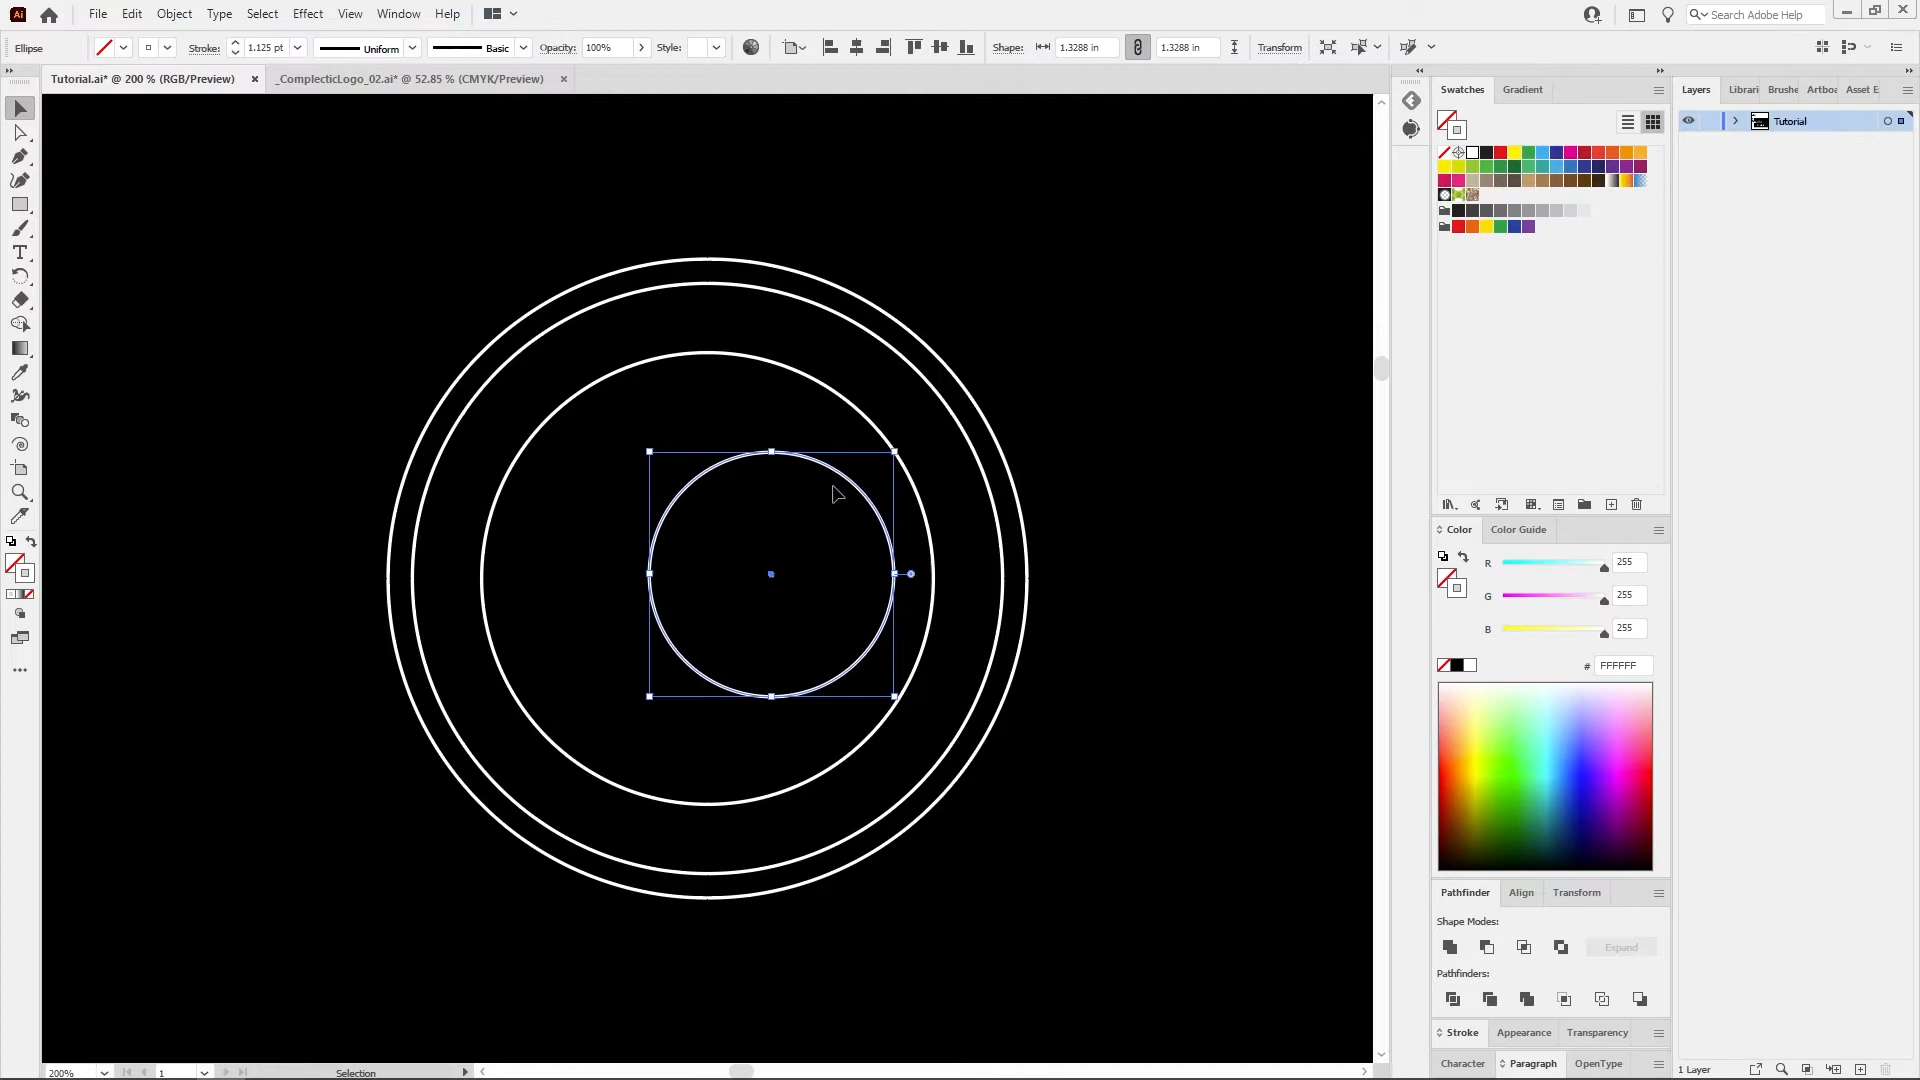 Ai File Edit Object Type Select Effect View Window Help Search Adobe Help
Ellipse Stroke: 1.125 pt Uniform Basic Opacity: 100% Style: Shape: 1.3288 in 1.3288 in Transform
Tutorial.ai* @ 200 % (RGB/Preview) _ComplecticLogo_02.ai* @ 52.85 % (CMYK/Preview)
Swatches Gradient
Layers Librari Brushe Artboa Asset E
Tutorial
Color Color Guide
R 255
G 255
B 255
# FFFFFF
Pathfinder Align Transform
Shape Modes:
Expand
Pathfinders:
Stroke Appearance Transparency
Character Paragraph OpenType
200% 1 Selection
1 Layer